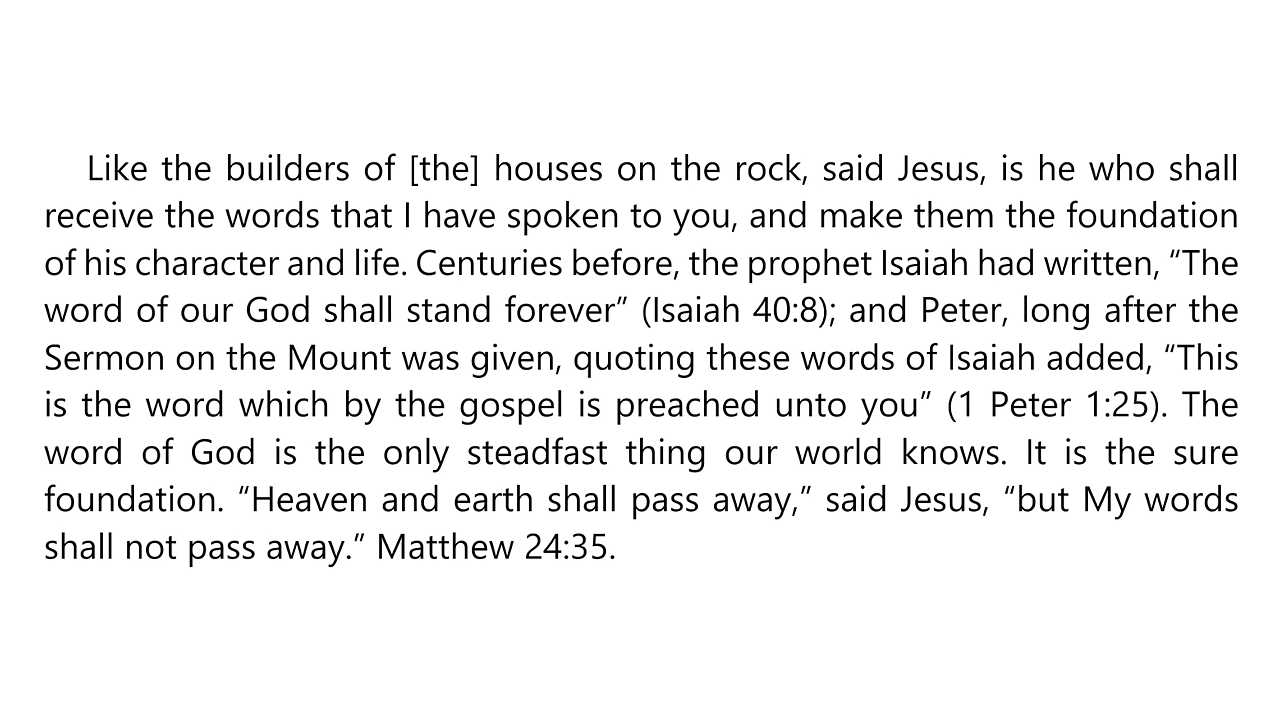 Like the builders of [the] houses on the rock, said Jesus, is he who shall
receive the words that I have spoken to you, and make them the foundation
of his character and life. Centuries before, the prophet Isaiah had written, “The
word of our God shall stand forever” (Isaiah 40:8); and Peter, long after the
Sermon on the Mount was given, quoting these words of Isaiah added, “This
is the word which by the gospel is preached unto you” (1 Peter 1:25). The
word of God is the only steadfast thing our world knows. It is the sure
foundation. “Heaven and earth shall pass away,” said Jesus, “but My words
shall not pass away.” Matthew 24:35.